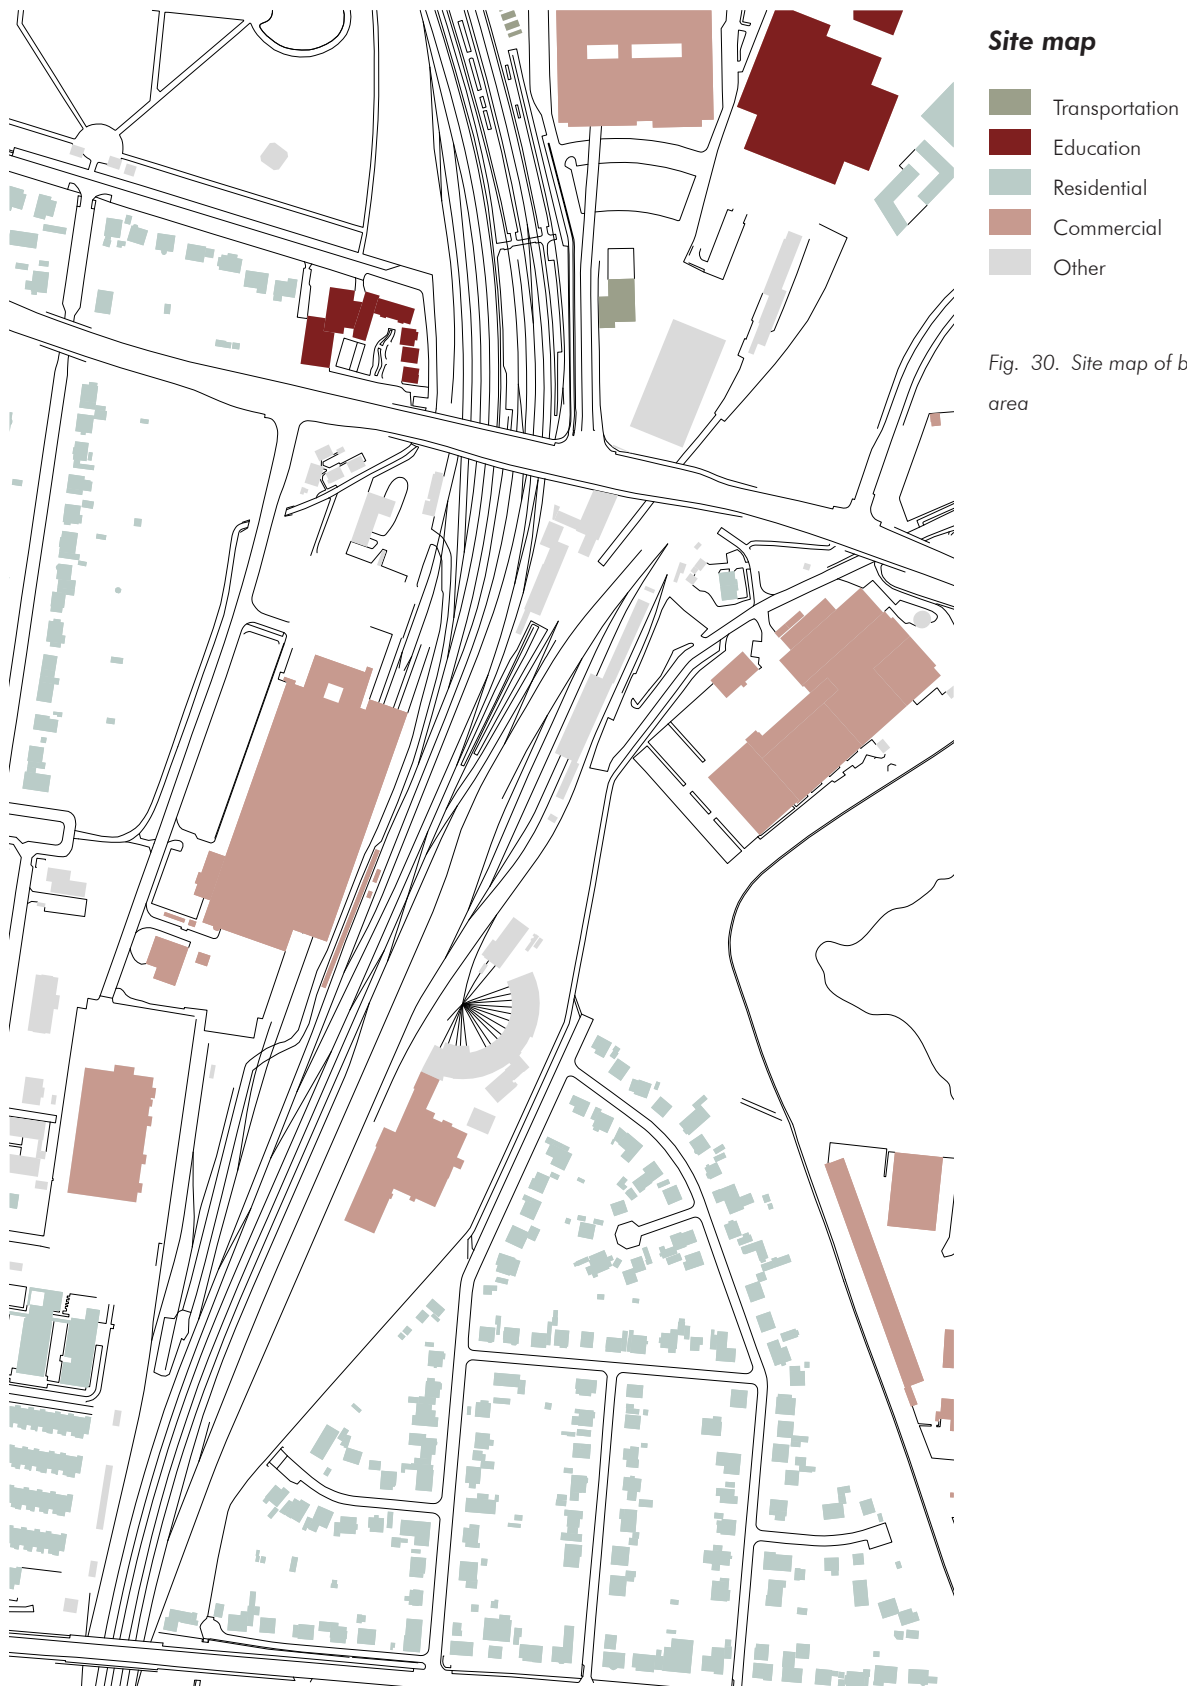 Site map
Transportation
Education
Residential
Commercial
Other
Fig. 30. Site map of b
area